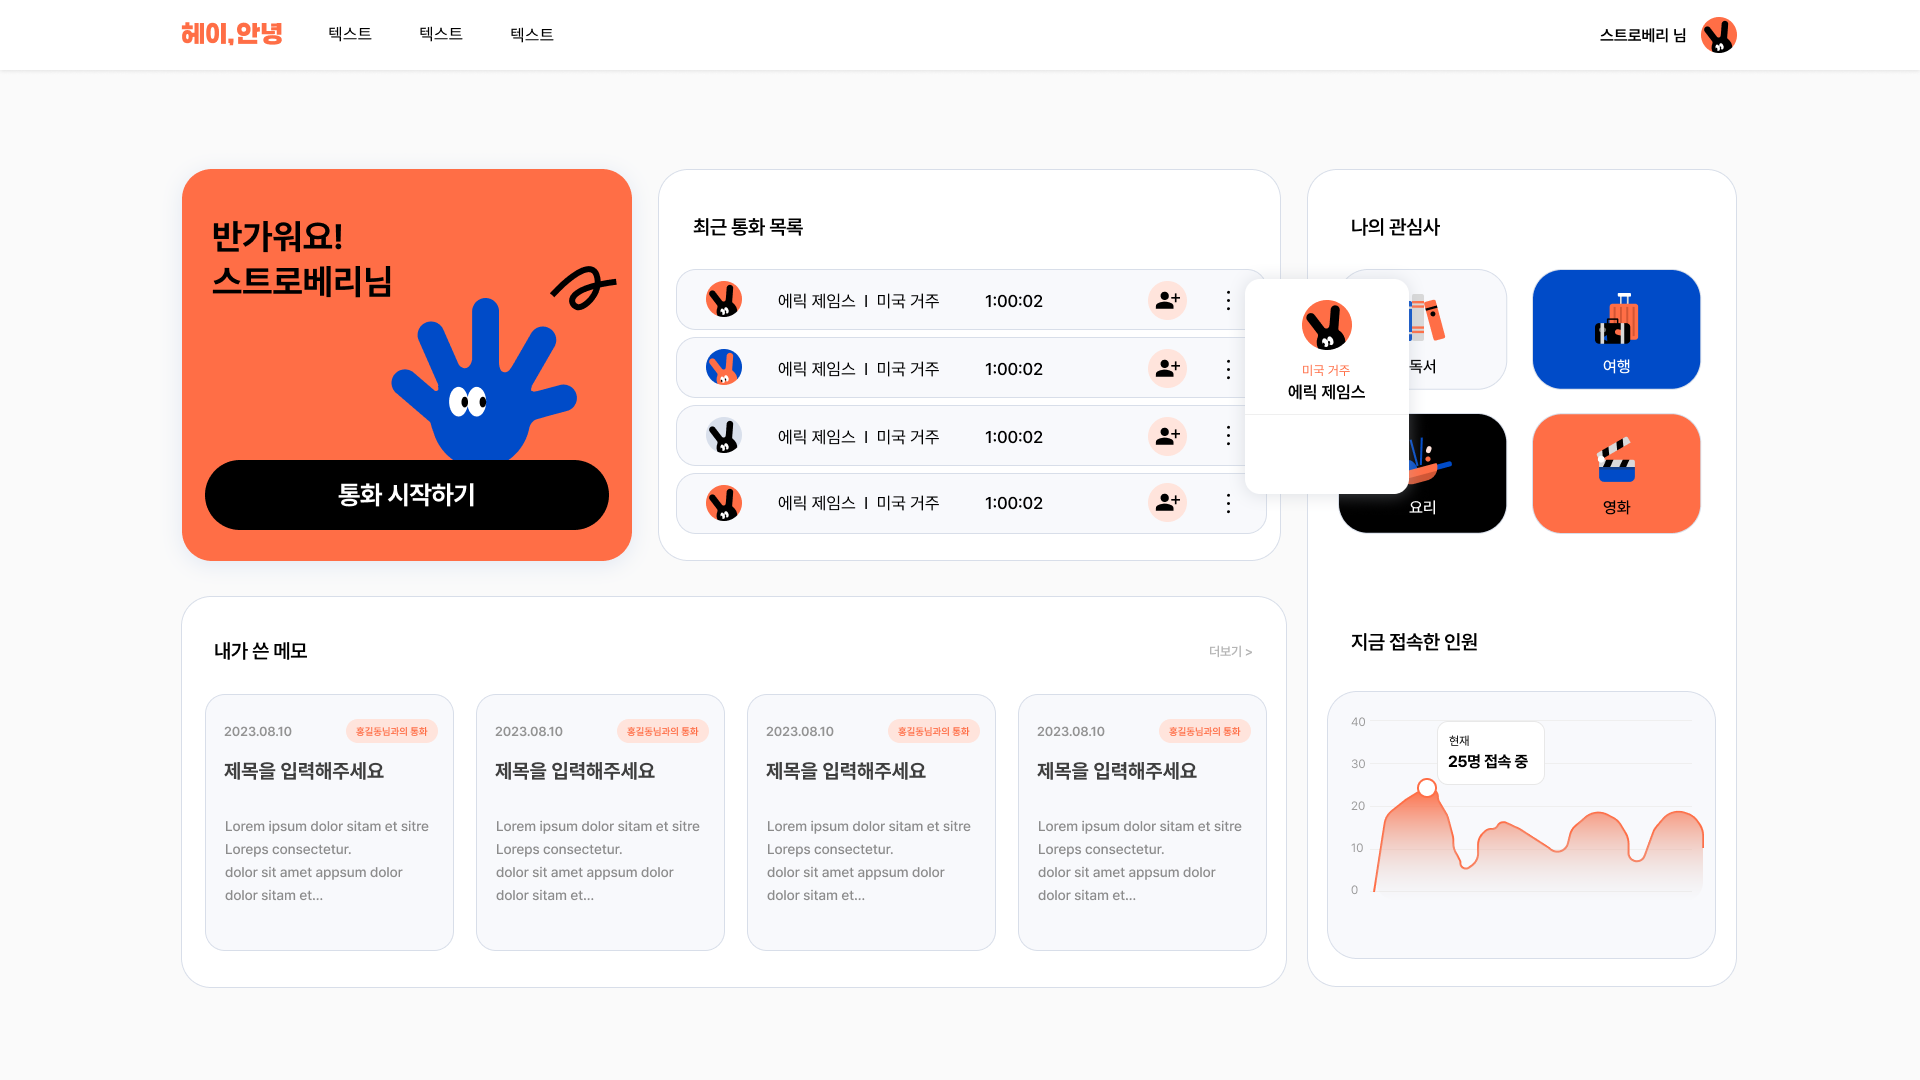 헤이,안녕
텍스트
텍스트
텍스트
스트로베리 님
반가워요!
스트로베리님
통화 시작하기
최근 통화 목록
에릭 제임스 I 미국 거주 1:00:02
에릭 제임스 I 미국 거주 1:00:02
에릭 제임스 I 미국 거주 1:00:02
에릭 제임스 I 미국 거주 1:00:02
미국 거주
에릭 제임스
나의 관심사
독서
여행
요리
영화
내가 쓴 메모
더보기 >
2023.08.10 홍길동님과의 통화
제목을 입력해주세요
Lorem ipsum dolor sitam et sitre
Loreps consectetur.
dolor sit amet appsum dolor
dolor sitam et...
2023.08.10 홍길동님과의 통화
제목을 입력해주세요
Lorem ipsum dolor sitam et sitre
Loreps consectetur.
dolor sit amet appsum dolor
dolor sitam et...
2023.08.10 홍길동님과의 통화
제목을 입력해주세요
Lorem ipsum dolor sitam et sitre
Loreps consectetur.
dolor sit amet appsum dolor
dolor sitam et...
2023.08.10 홍길동님과의 통화
제목을 입력해주세요
Lorem ipsum dolor sitam et sitre
Loreps consectetur.
dolor sit amet appsum dolor
dolor sitam et...
지금 접속한 인원
40
30
20
10
0
현재
25명 접속 중